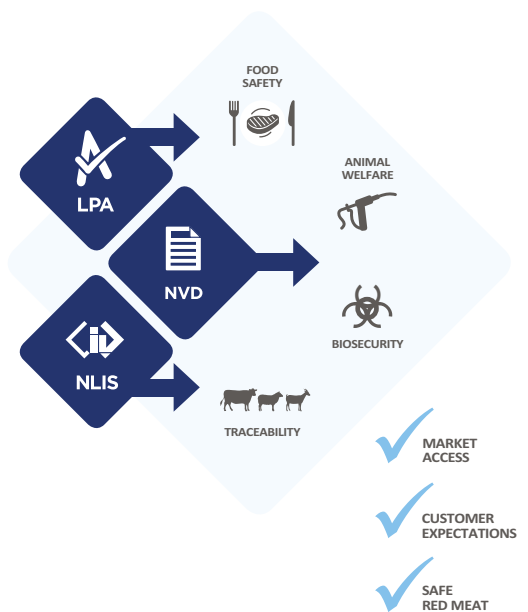 FOOD
SAFETY
LPA
ANIMAL
WELFARE
NVD
BIOSECURITY
NLIS
TRACEABILITY
MARKET
ACCESS
CUSTOMER
EXPECTATIONS
SAFE
RED MEAT